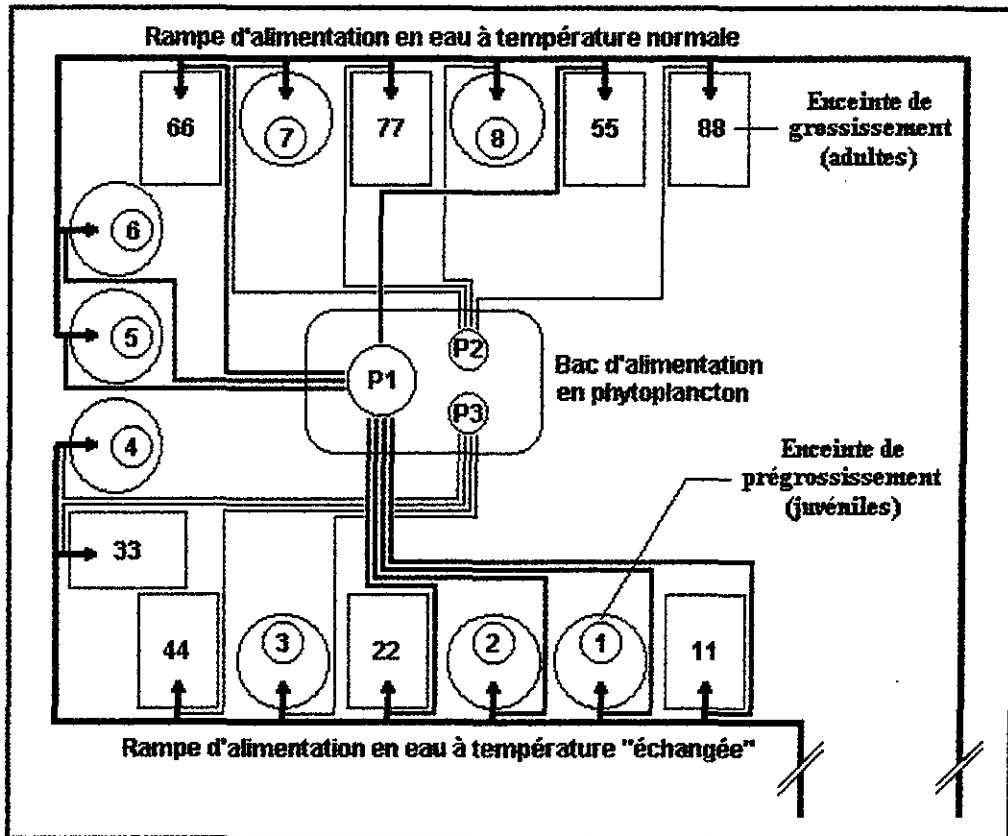 Rampe d'alimentation en eau à température normale
66
7
77
8
55
88
Enceinte de
grossissement
(adultes)
6
5
P1
P2
P3
Bac d'alimentation
en phytoplancton
4
Enceinte de
prégrossissement
(juvéniles)
33
44
3
22
2
1
11
Rampe d'alimentation en eau à température "échangée"